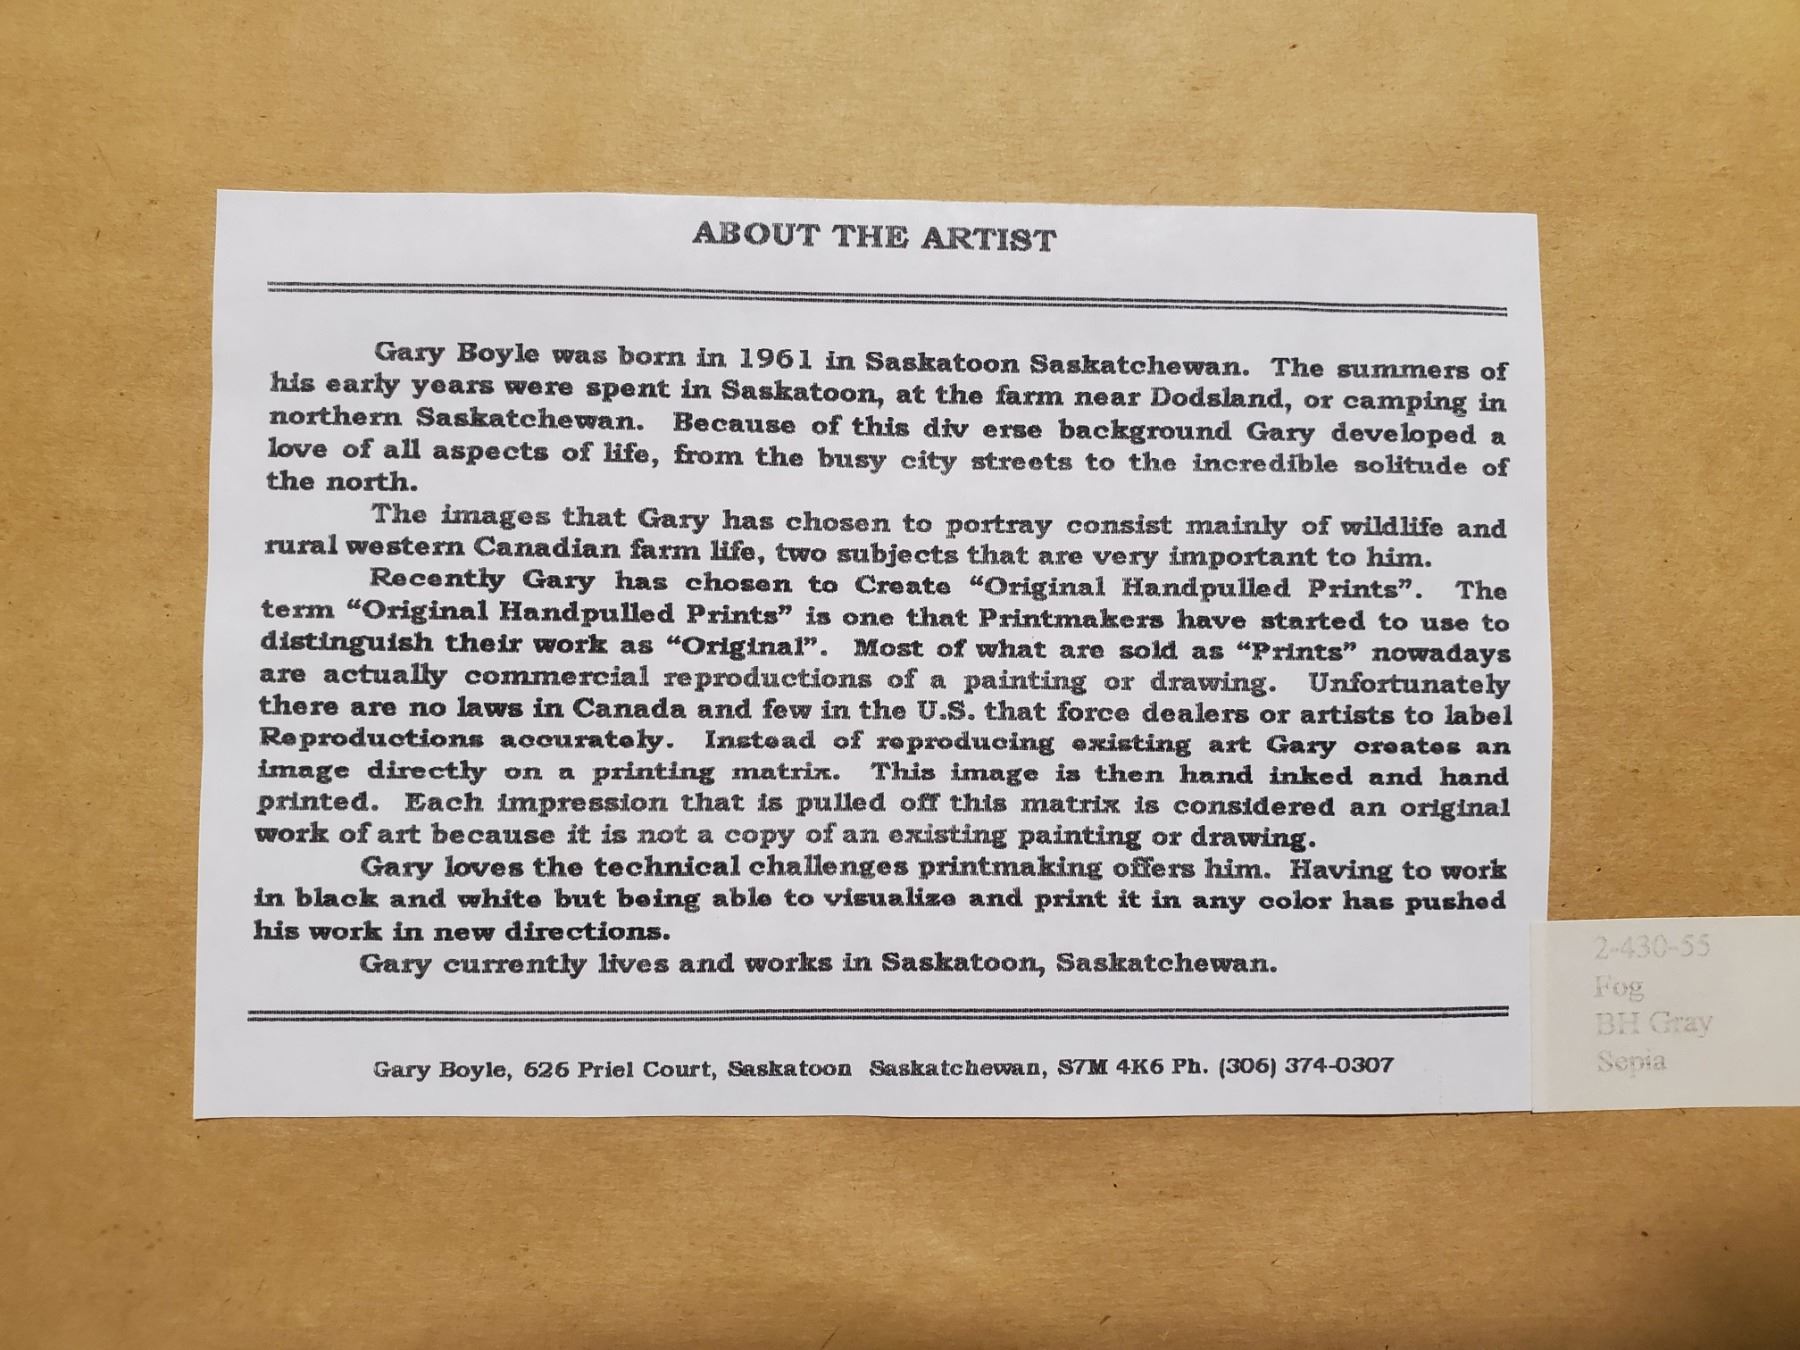 ABOUT THE ARTIST
Gary Boyle was born in 1961 in Saskatoon Saskatchewan. The summers of
his early years were spent in Saskatoon, at the farm near Dodsland, or camping in
northern Saskatchewan. Because of this div erse background Gary developed a
love of all aspects of life, from the busy city streets to the incredible solitude of
the north.
The images that Gary has chosen to portray consist mainly of wildlife and
rural western Canadian farm life, two subjects that are very important to him.
Recently Gary has chosen to Create “Original Handpulled Prints”. The
term “Original Handpulled Prints” is one that Printmakers have started to use to
distinguish their work as “Original”. Most of what are sold as “Prints” nowadays
are actually commercial reproductions of a painting or drawing. Unfortunately
there are no laws in Canada and few in the U.S. that force dealers or artists to label
Reproductions accurately. Instead of reproducing existing art Gary creates an
image directly on a printing matrix. This image is then hand inked and hand
printed. Each impression that is pulled off this matrix is considered an original
work of art because it is not a copy of an existing painting or drawing.
Gary loves the technical challenges printmaking offers him. Having to work
in black and white but being able to visualize and print it in any color has pushed
his work in new directions.
Gary currently lives and works in Saskatoon, Saskatchewan.
Gary Boyle, 626 Priel Court, Saskatoon Saskatchewan, S7M 4K6 Ph. (306) 374-0307
2-430-55
Fog
BH Gray
Sepia